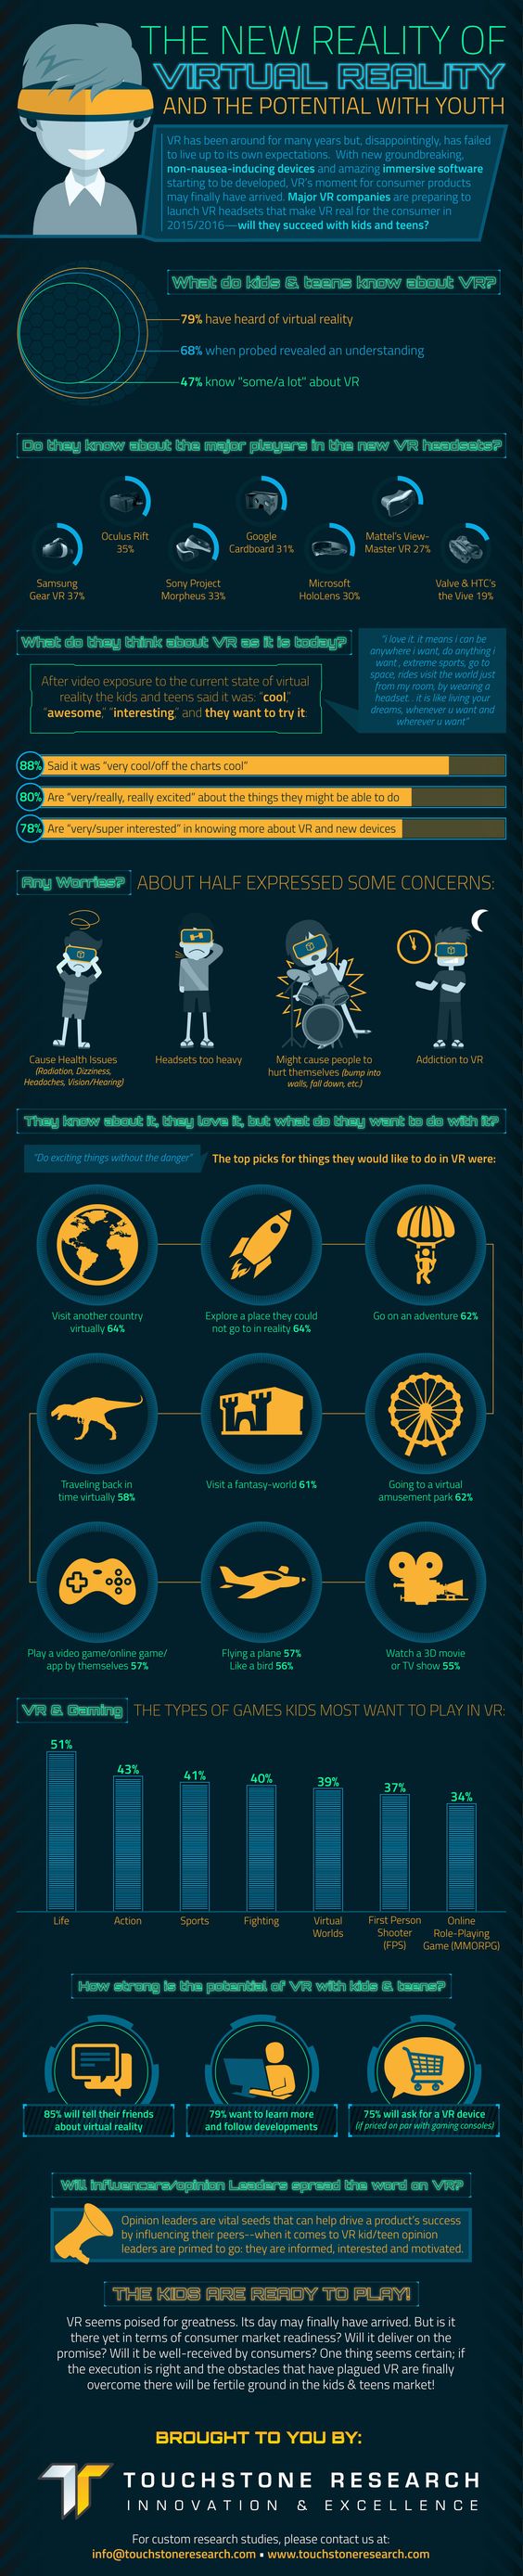 THE NEW REALITY OF
VIRTUAL REALITY
AND THE POTENTIAL WITH YOUTH
VR has been around for many years but, disappointingly, has failed
to live up to its own expectations. With new groundbreaking,
non-nausea-inducing devices and amazing immersive software
starting to be developed, VR's moment for consumer products
may finally have arrived. Major VR companies are preparing to
launch VR headsets that make VR real for the consumer in
2015/2016—will they succeed with kids and teens?
What do kids & teens know about VR?
79% have heard of virtual reality
68% when probed revealed an understanding
47% know "some/a lot" about VR
Do they know about the major players in the new VR headsets?
Oculus Rift
35%
Google
Cardboard 31%
Mattel's View-
Master VR 27%
Samsung
Gear VR 37%
Sony Project
Morpheus 33%
Microsoft
HoloLens 30%
Valve & HTC's
the Vive 19%
What do they think about VR as it is today?
After video exposure to the current state of virtual
reality the kids and teens said it was: "cool,"
"awesome," "interesting," and they want to try it!
"i love it. it means i can be
anywhere i want, do anything i
want , extreme sports, go to
space, rides visit the world just
from my room, by wearing a
headset. . it is like living your
dreams, whenever u want and
wherever u want"
88% Said it was "very cool/off the charts cool"
80% Are "very/really, really excited" about the things they might be able to do
78% Are "very/super interested" in knowing more about VR and new devices
Any Worries? ABOUT HALF EXPRESSED SOME CONCERNS:
Cause Health Issues
(Radiation, Dizziness,
Headaches, Vision/Hearing)
Headsets too heavy
Might cause people to
hurt themselves (bump into
walls, fall down, etc.)
Addiction to VR
They know about it, they love it, but what do they want to do with it?
"Do exciting things without the danger"
The top picks for things they would like to do in VR were:
Visit another country
virtually 64%
Explore a place they could
not go to in reality 64%
Go on an adventure 62%
Traveling back in
time virtually 58%
Visit a fantasy-world 61%
Going to a virtual
amusement park 62%
Play a video game/online game/
app by themselves 57%
Flying a plane 57%
Like a bird 56%
Watch a 3D movie
or TV show 55%
VR & Gaming THE TYPES OF GAMES KIDS MOST WANT TO PLAY IN VR:
51%
43%
41%
40%
39%
37%
34%
Life
Action
Sports
Fighting
Virtual
Worlds
First Person
Shooter
(FPS)
Online
Role-Playing
Game (MMORPG)
How strong is the potential of VR with kids & teens?
85% will tell their friends
about virtual reality
79% want to learn more
and follow developments
75% will ask for a VR device
(if priced on par with gaming consoles)
Will influencers/opinion Leaders spread the word on VR?
Opinion leaders are vital seeds that can help drive a product's success
by influencing their peers--when it comes to VR kid/teen opinion
leaders are primed to go: they are informed, interested and motivated.
THE KIDS ARE READY TO PLAY!
VR seems poised for greatness. Its day may finally have arrived. But is it
there yet in terms of consumer market readiness? Will it deliver on the
promise? Will it be well-received by consumers? One thing seems certain; if
the execution is right and the obstacles that have plagued VR are finally
overcome there will be fertile ground in the kids & teens market!
BROUGHT TO YOU BY:
TOUCHSTONE RESEARCH
INNOVATION & EXCELLENCE
For custom research studies, please contact us at:
info@touchstoneresearch.com • www.touchstoneresearch.com